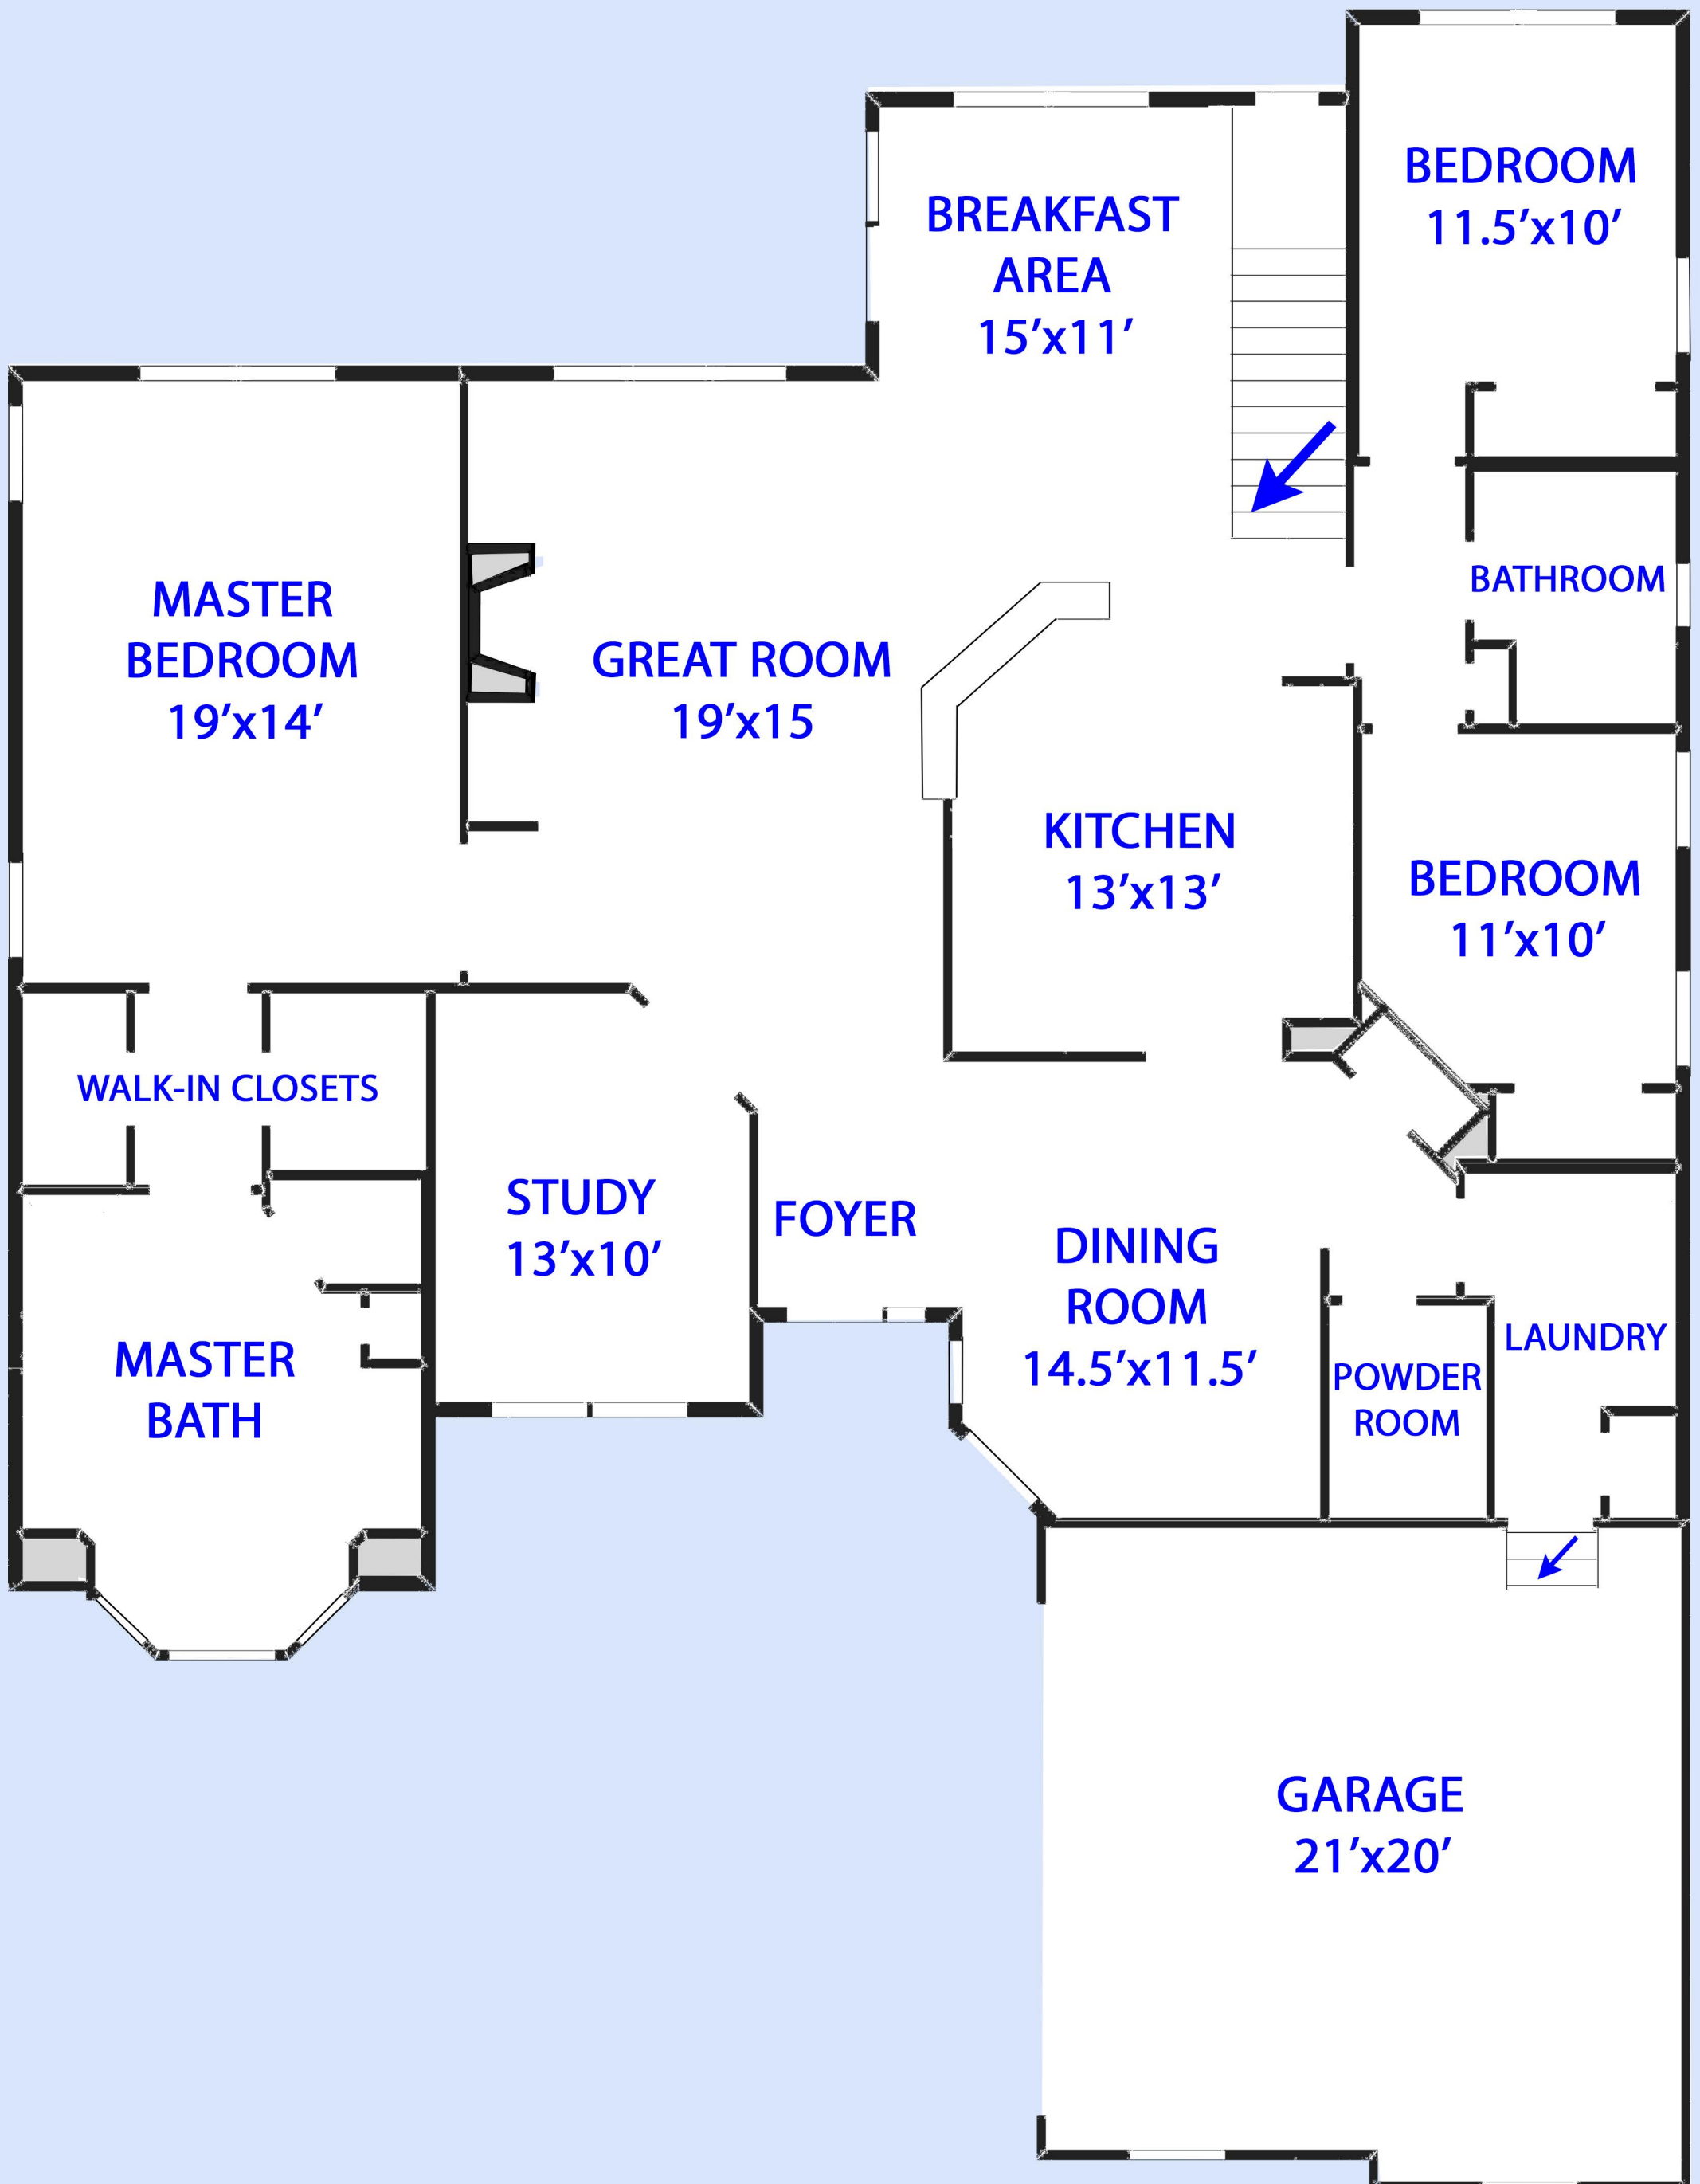 BEDROOM
11.5’x10’
BREAKFAST
AREA
15’x11’
MASTER
BEDROOM
19’x14’
GREAT ROOM
19’x15
BATHROOM
KITCHEN
13’x13’
BEDROOM
11’x10’
WALK-IN CLOSETS
STUDY
13’x10’
FOYER
DINING
ROOM
14.5’x11.5’
MASTER
BATH
POWDER
ROOM
LAUNDRY
GARAGE
21’x20’